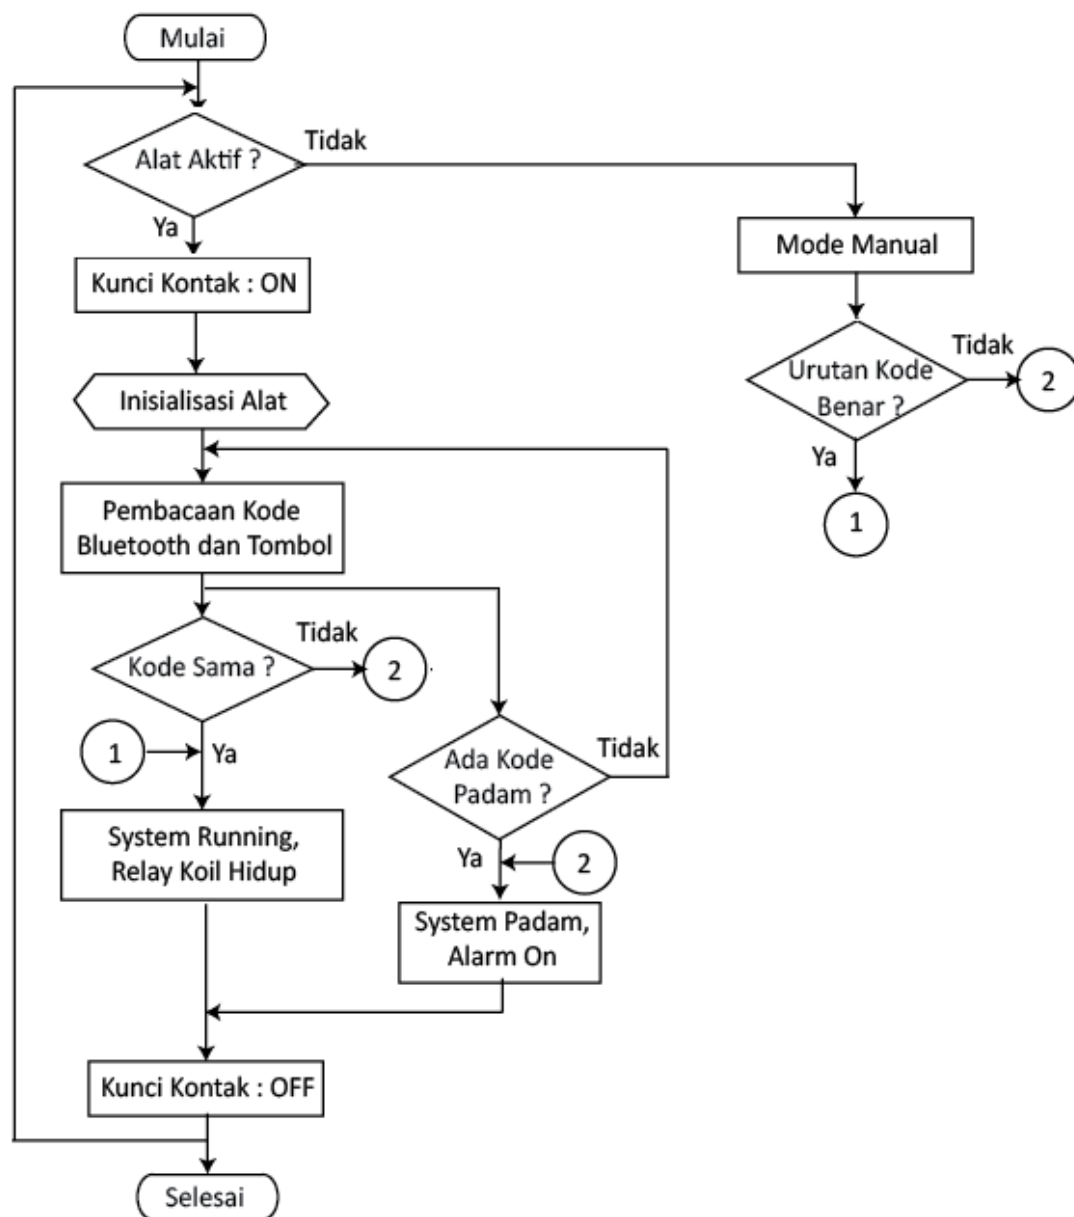 Mulai
Alat Aktif ?
Tidak
Ya
Kunci Kontak : ON
Inisialisasi Alat
Pembacaan Kode
Bluetooth dan Tombol
Kode Sama ?
Tidak
2
1
Ya
System Running,
Relay Koil Hidup
Ada Kode
Padam ?
Tidak
Ya
2
System Padam,
Alarm On
Kunci Kontak : OFF
Selesai
Mode Manual
Urutan Kode
Benar ?
Tidak
2
Ya
1